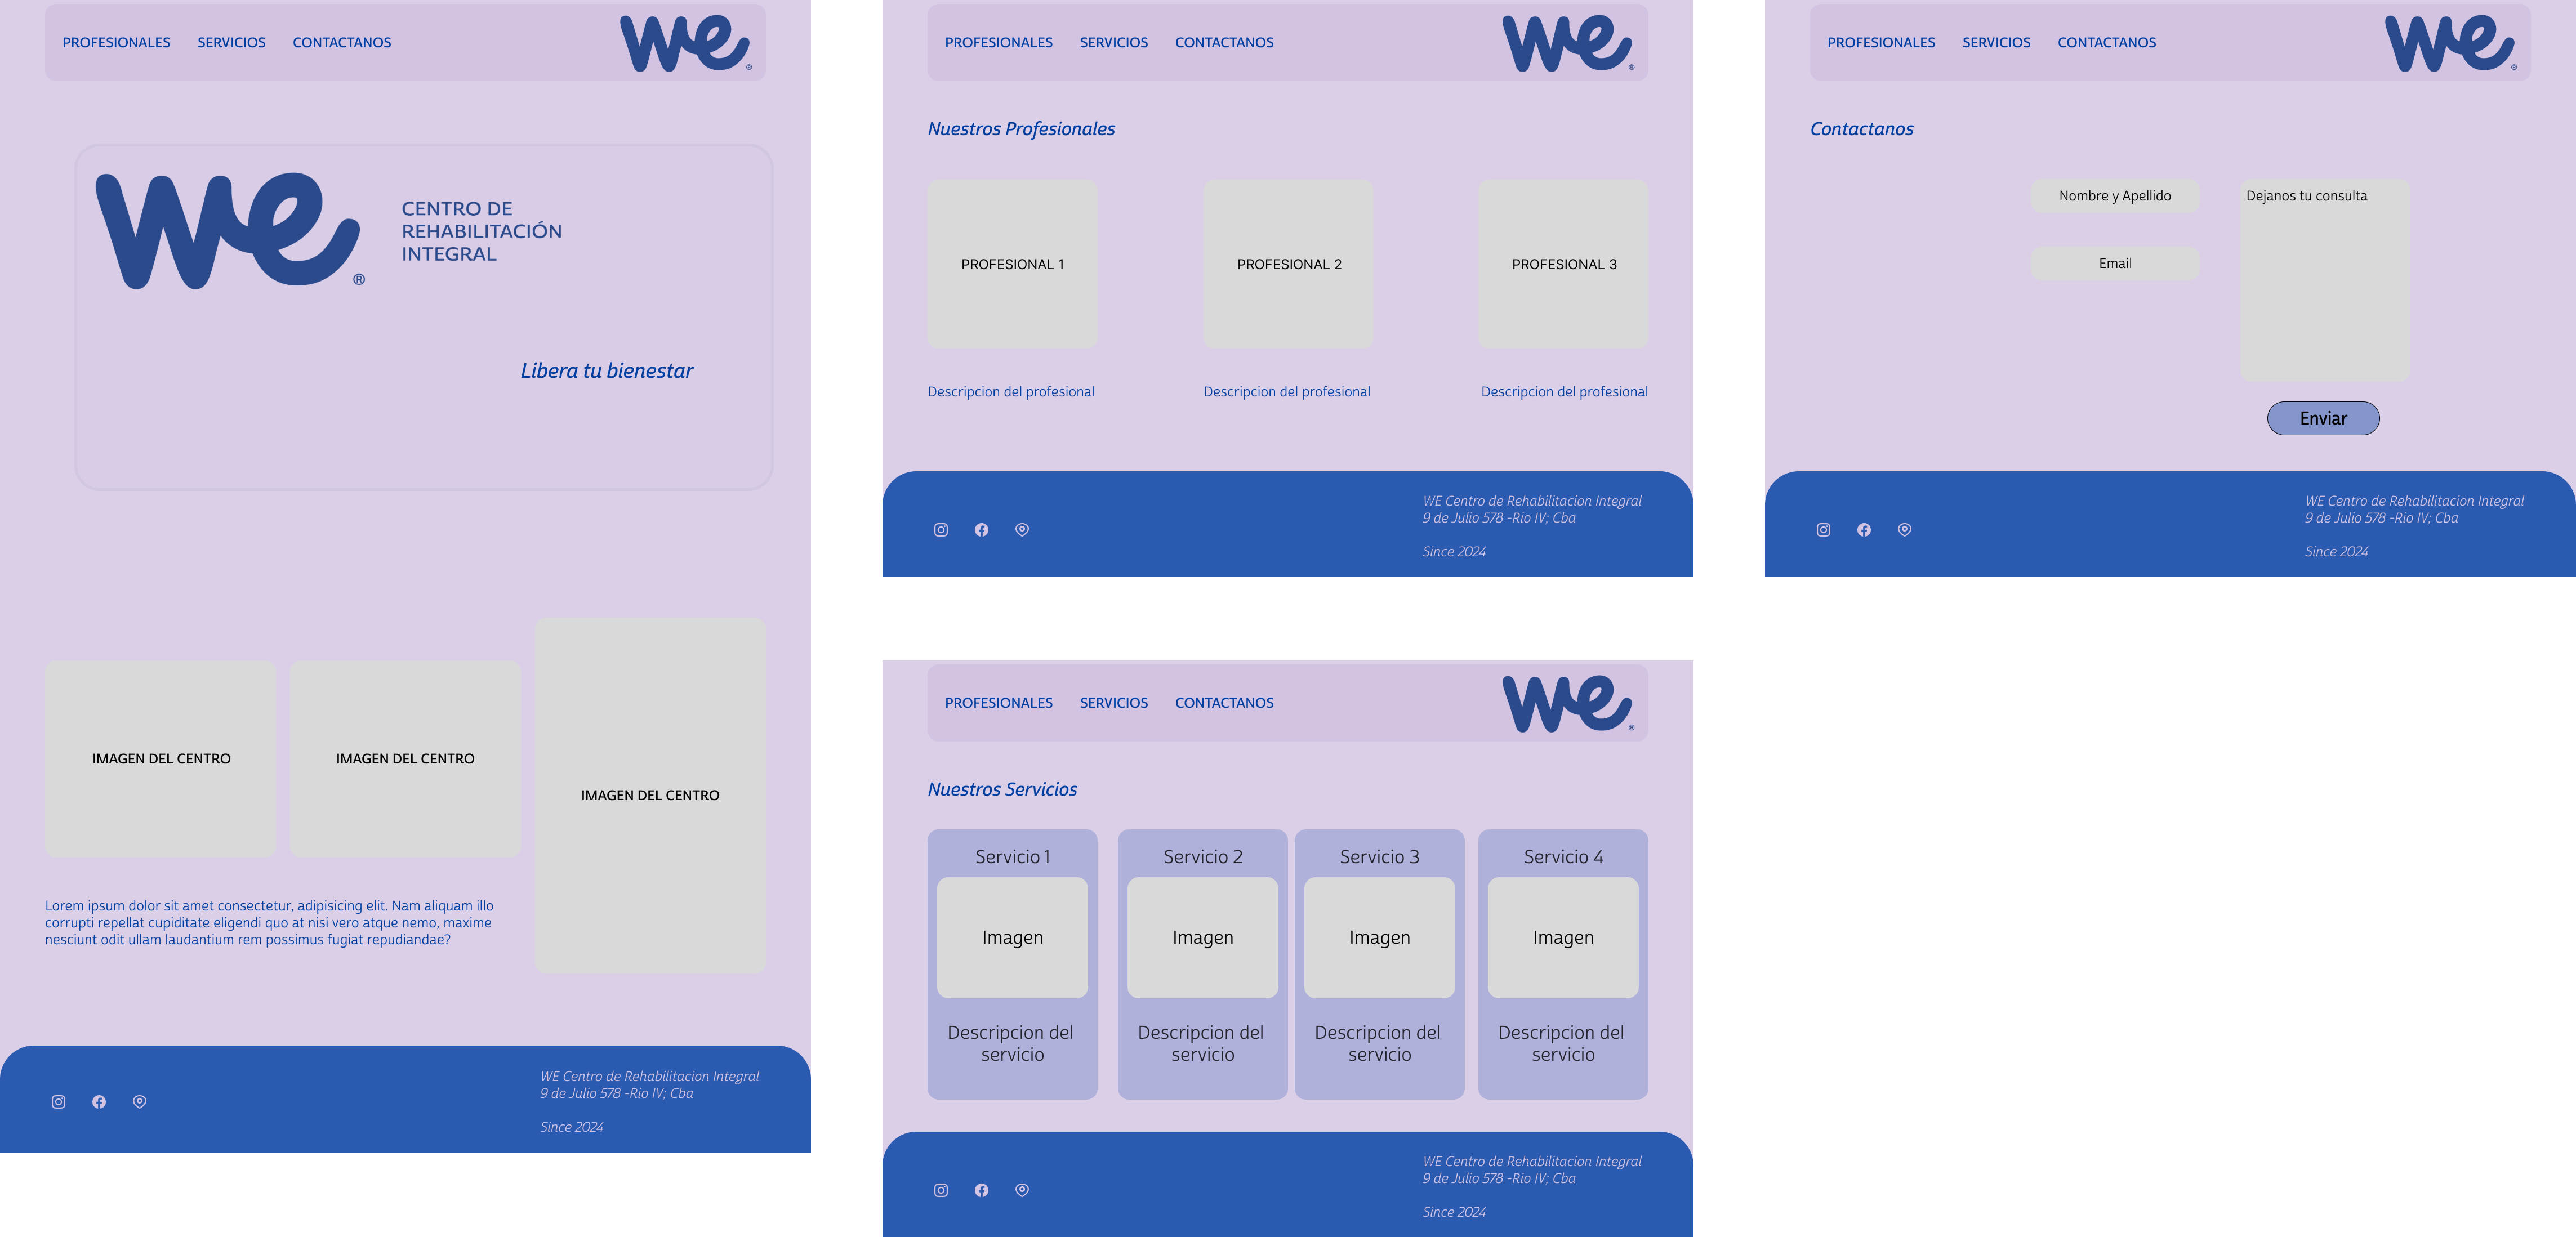 PROFESIONALES SERVICIOS CONTACTANOS
we®
we®
CENTRO DE
REHABILITACIÓN
INTEGRAL
Libera tu bienestar
IMAGEN DEL CENTRO
IMAGEN DEL CENTRO
IMAGEN DEL CENTRO
Lorem ipsum dolor sit amet consectetur, adipisicing elit. Nam aliquam illo
corrupti repellat cupiditate eligendi quo at nisi vero atque nemo, maxime
nesciunt odit ullam laudantium rem possimus fugiat repudiandae?
WE Centro de Rehabilitacion Integral
9 de Julio 578 -Rio IV; Cba
Since 2024
PROFESIONALES SERVICIOS CONTACTANOS
we®
Nuestros Profesionales
PROFESIONAL 1
PROFESIONAL 2
PROFESIONAL 3
Descripcion del profesional
Descripcion del profesional
Descripcion del profesional
WE Centro de Rehabilitacion Integral
9 de Julio 578 -Rio IV; Cba
Since 2024
PROFESIONALES SERVICIOS CONTACTANOS
we®
Contactanos
Nombre y Apellido
Email
Dejanos tu consulta
Enviar
WE Centro de Rehabilitacion Integral
9 de Julio 578 -Rio IV; Cba
Since 2024
PROFESIONALES SERVICIOS CONTACTANOS
we®
Nuestros Servicios
Servicio 1
Imagen
Descripcion del
servicio
Servicio 2
Imagen
Descripcion del
servicio
Servicio 3
Imagen
Descripcion del
servicio
Servicio 4
Imagen
Descripcion del
servicio
WE Centro de Rehabilitacion Integral
9 de Julio 578 -Rio IV; Cba
Since 2024